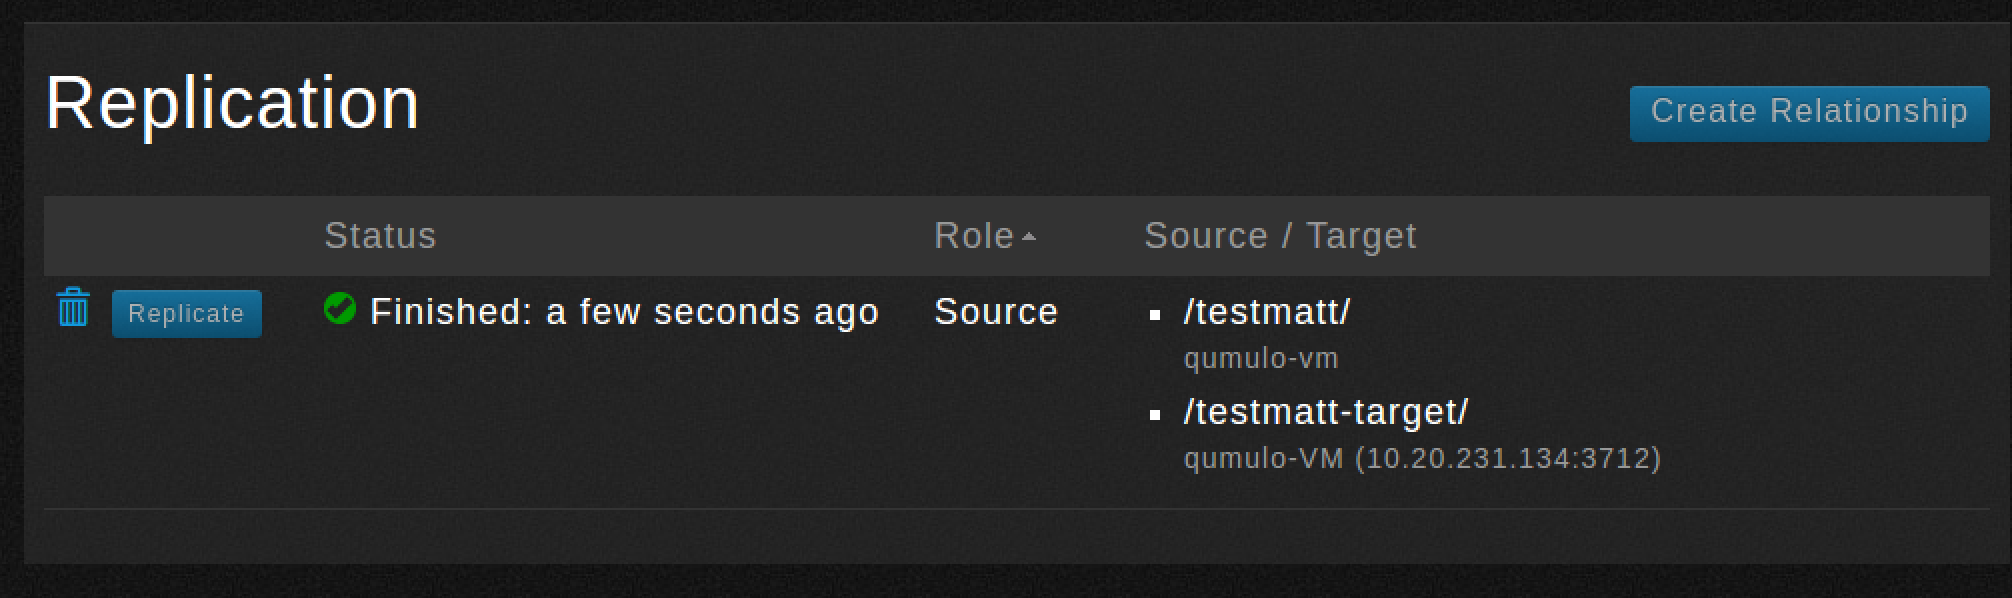 Replication
Create Relationship
Status Role Source / Target
Replicate Finished: a few seconds ago Source /testmatt/
qumulo-vm
/testmatt-target/
qumulo-VM (10.20.231.134:3712)